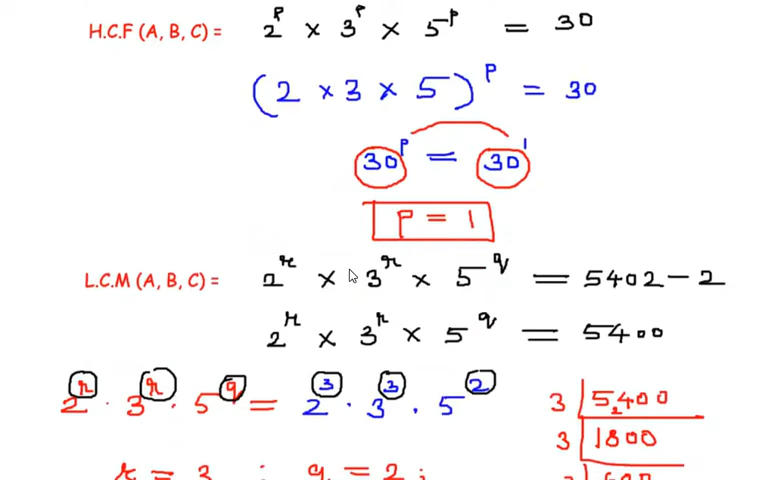 H.C.F (A, B, C) = 2^p × 3^p × 5^p = 30
(2 × 3 × 5)^p = 30
30^p = 30^1
P = 1
L.C.M (A, B, C) = 2^r × 3^r × 5^q = 5402 − 2
2^r × 3^r × 5^q = 5400
2^r · 3^r · 5^q = 2^3 · 3^3 · 5^2
3 | 5400
3 | 1800
r = 3 ; q = 2 ;